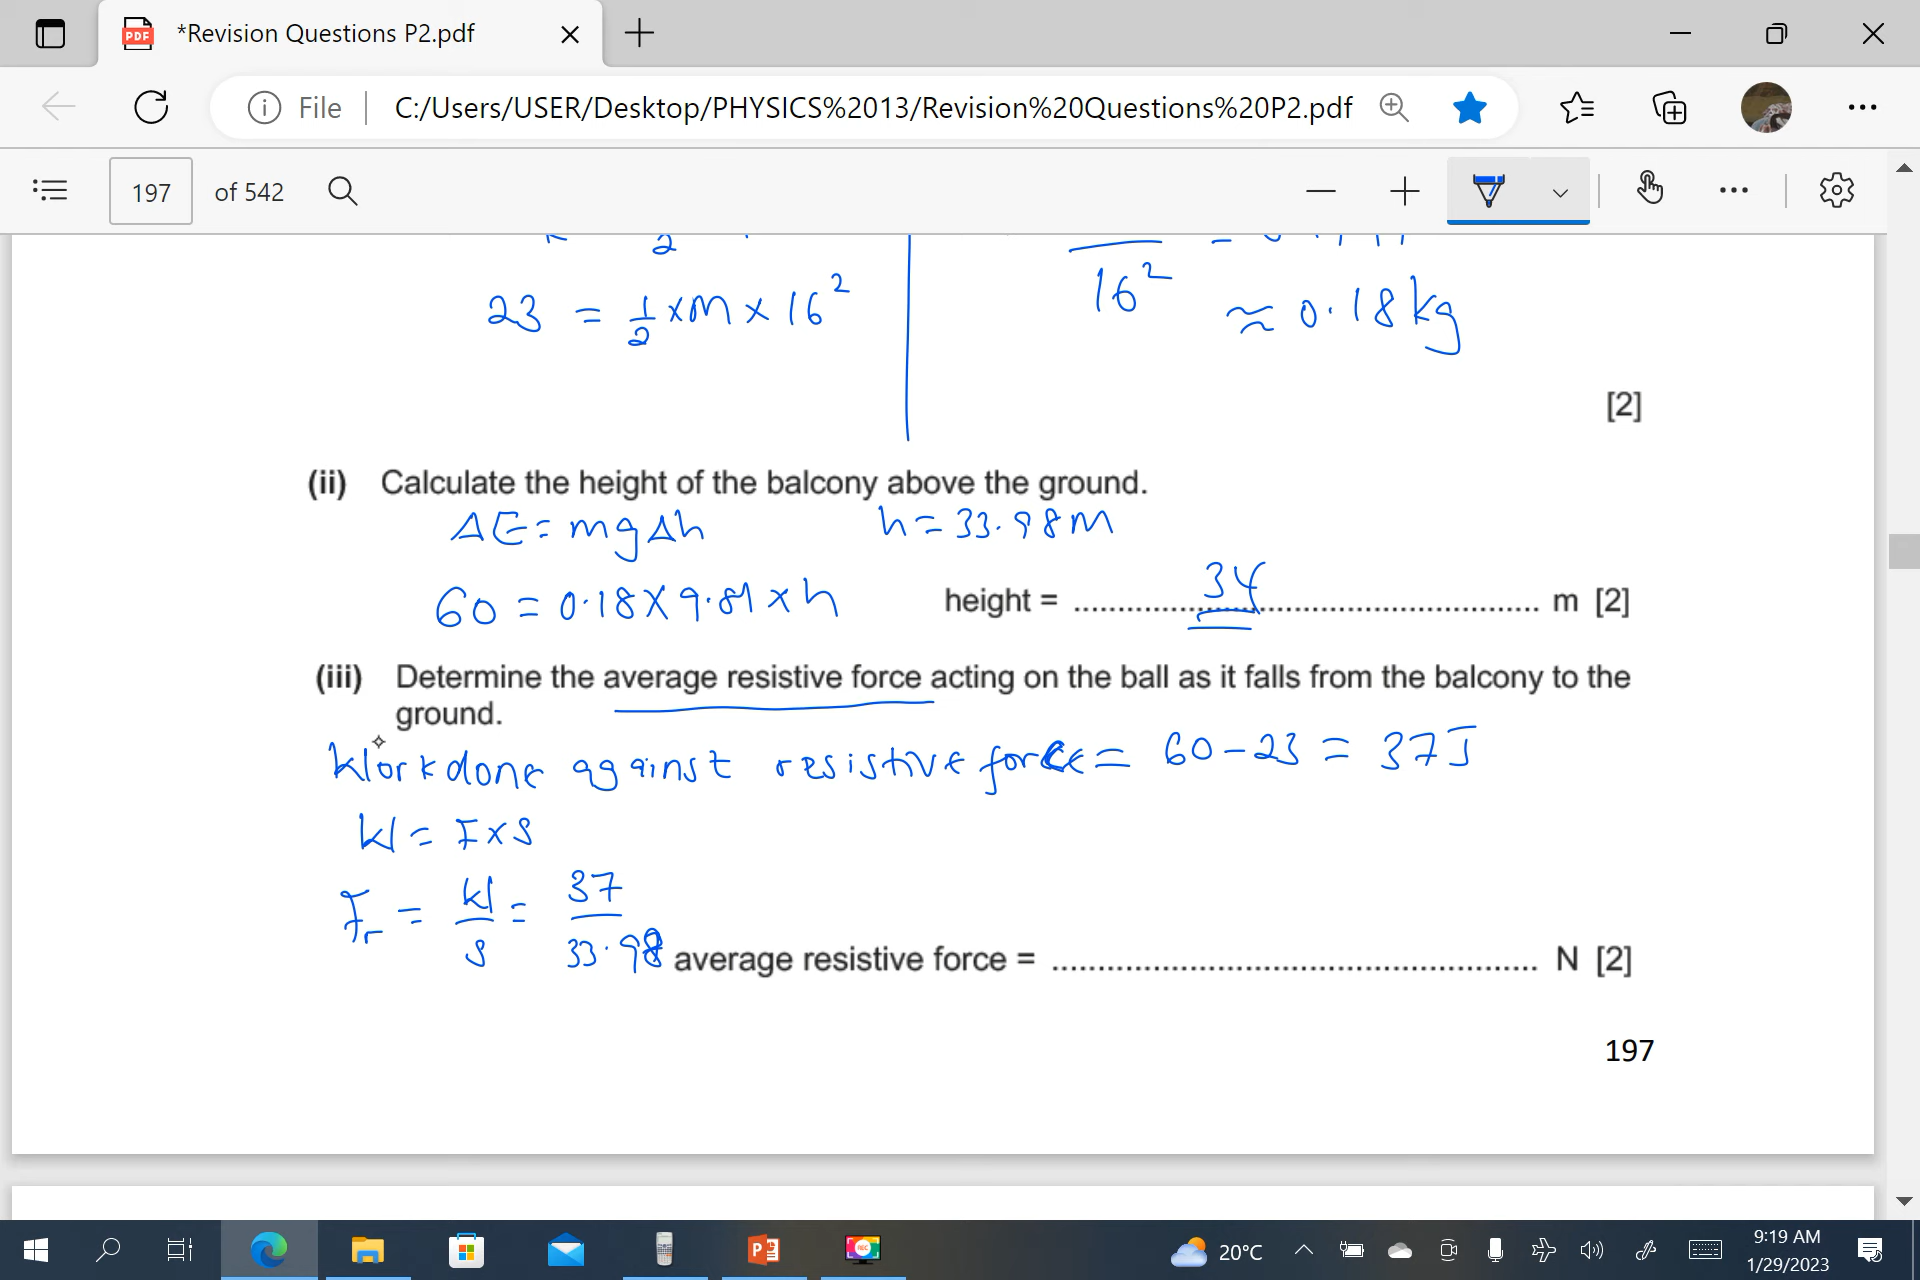 *Revision Questions P2.pdf
File C:/Users/USER/Desktop/PHYSICS%2013/Revision%20Questions%20P2.pdf
197 of 542
23 = 1/2 × m × 16²
16²
≈ 0.18kg
[2]
(ii) Calculate the height of the balcony above the ground.
ΔE = mgΔh h = 33.98m
60 = 0.18 × 9.81 × h
34
height = ........ m [2]
(iii) Determine the average resistive force acting on the ball as it falls from the balcony to the
ground.
Work done against resistive force = 60 - 23 = 37J
W = F × s
Fr = W/s = 37/33.98
average resistive force = ........ N [2]
197
20°C
9:19 AM
1/29/2023